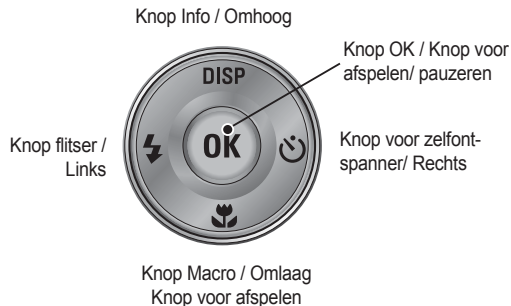 Knop Info / Omhoog
Knop OK / Knop voor
afspelen/ pauzeren
DISP
Knop flitser /
Links
OK
Knop voor zelfont-
spanner/ Rechts
Knop Macro / Omlaag
Knop voor afspelen